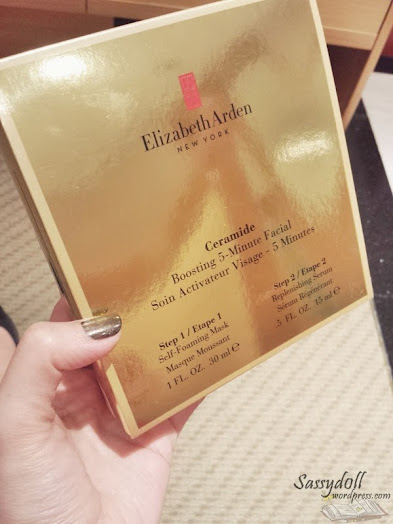 Elizabeth Arden
NEW YORK
Ceramide
Boosting 5-Minute Facial
Soin Activateur Visage - 5 Minutes
Step 1 / Etape 1
Self-Foaming Mask
Masque Moussant
1 FL. OZ. 30 ml ℮
Step 2 / Etape 2
Replenishing Serum
Sérum Régénérant
.5 FL. OZ. 15 ml ℮
Sassydoll
wordpress.com